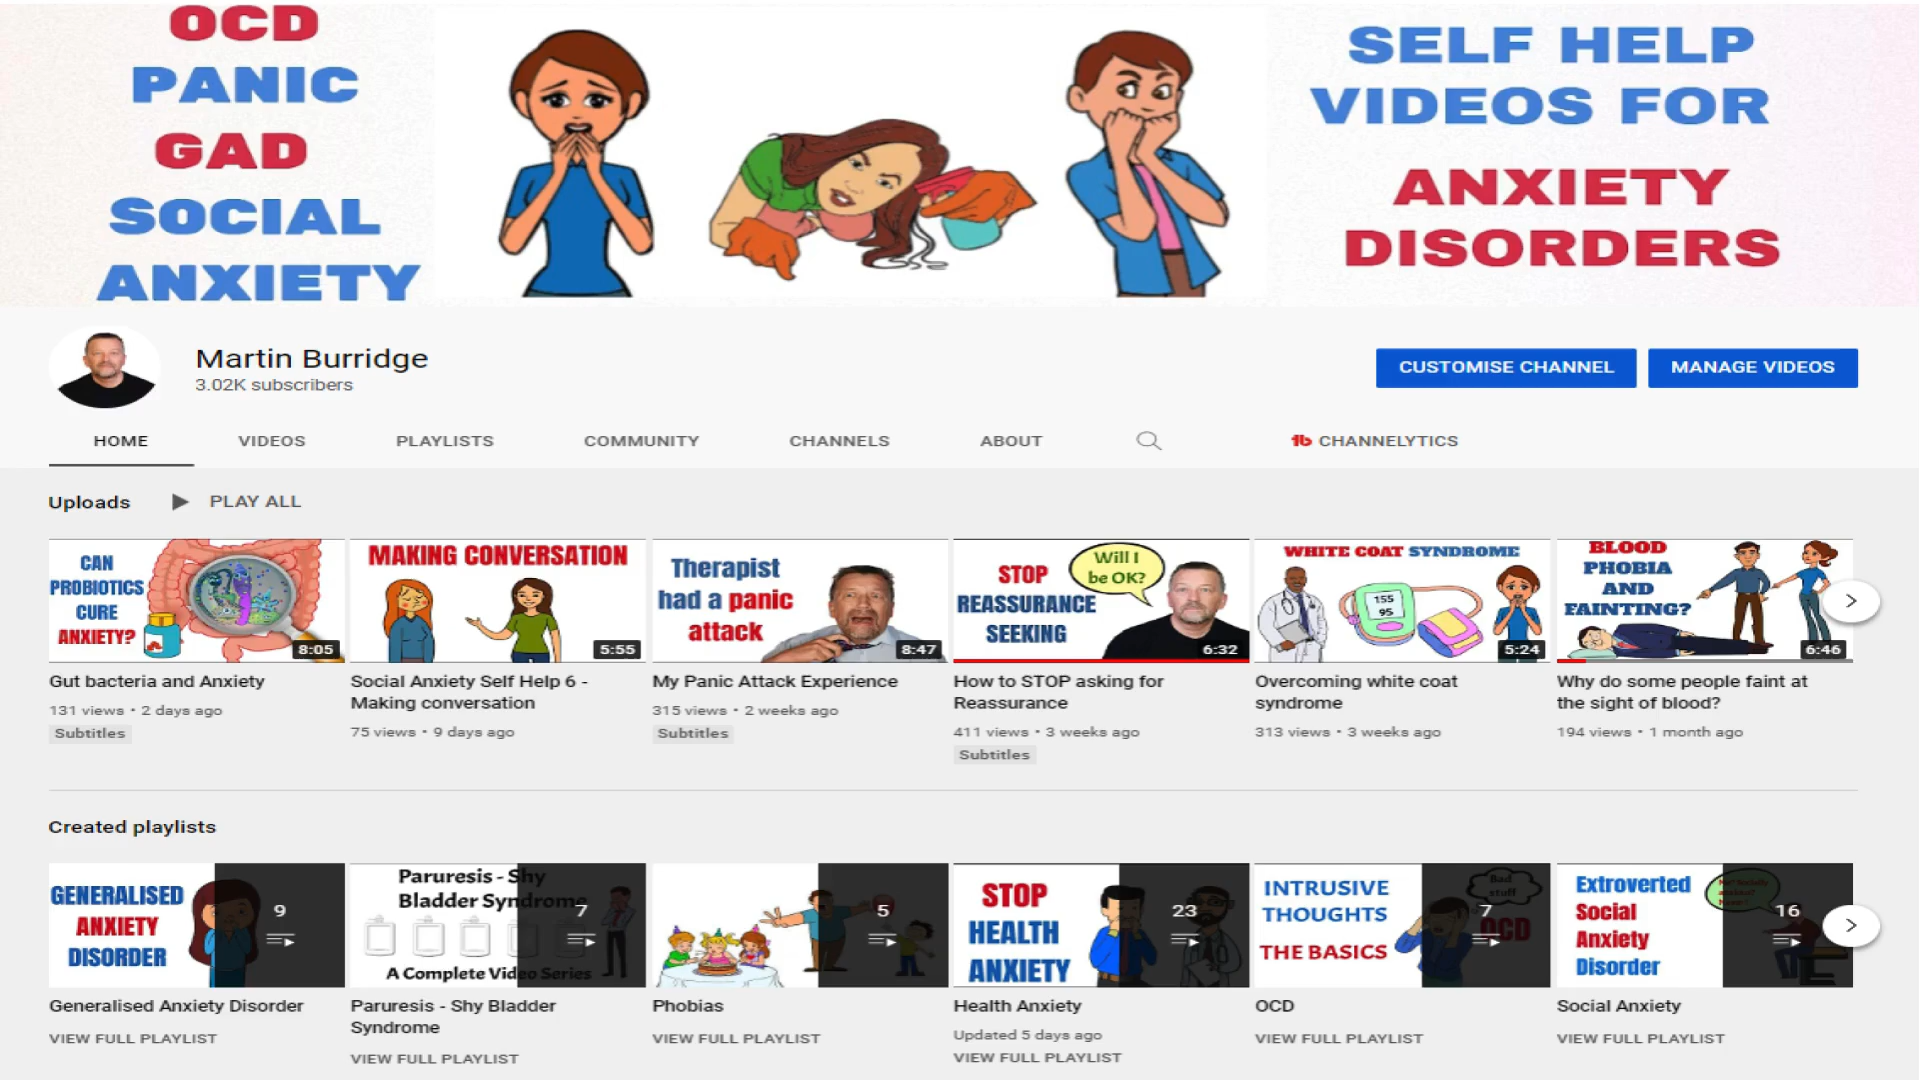 OCD
PANIC
GAD
SOCIAL
ANXIETY
SELF HELP
VIDEOS FOR
ANXIETY
DISORDERS
Martin Burridge
3.02K subscribers
CUSTOMISE CHANNEL
MANAGE VIDEOS
HOME
VIDEOS
PLAYLISTS
COMMUNITY
CHANNELS
ABOUT
CHANNELYTICS
Uploads
PLAY ALL
CAN
PROBIOTICS
CURE
ANXIETY?
8:05
Gut bacteria and Anxiety
131 views • 2 days ago
Subtitles
MAKING CONVERSATION
5:55
Social Anxiety Self Help 6 -
Making conversation
75 views • 9 days ago
Therapist
had a panic
attack
8:47
My Panic Attack Experience
315 views • 2 weeks ago
Subtitles
STOP
REASSURANCE
SEEKING
Will I
be OK?
6:32
How to STOP asking for
Reassurance
411 views • 3 weeks ago
Subtitles
WHITE COAT SYNDROME
155
95
5:24
Overcoming white coat
syndrome
313 views • 3 weeks ago
BLOOD
PHOBIA
AND
FAINTING?
6:46
Why do some people faint at
the sight of blood?
194 views • 1 month ago
Created playlists
GENERALISED
ANXIETY
DISORDER
9
Generalised Anxiety Disorder
VIEW FULL PLAYLIST
Paruresis - Shy
Bladder Syndrome
7
A Complete Video Series
Paruresis - Shy Bladder
Syndrome
VIEW FULL PLAYLIST
5
Phobias
VIEW FULL PLAYLIST
STOP
HEALTH
ANXIETY
23
Health Anxiety
Updated 5 days ago
VIEW FULL PLAYLIST
INTRUSIVE
THOUGHTS
THE BASICS
Bad
stuff
7
OCD
OCD
VIEW FULL PLAYLIST
Extroverted
Social
Anxiety
Disorder
16
Social Anxiety
VIEW FULL PLAYLIST